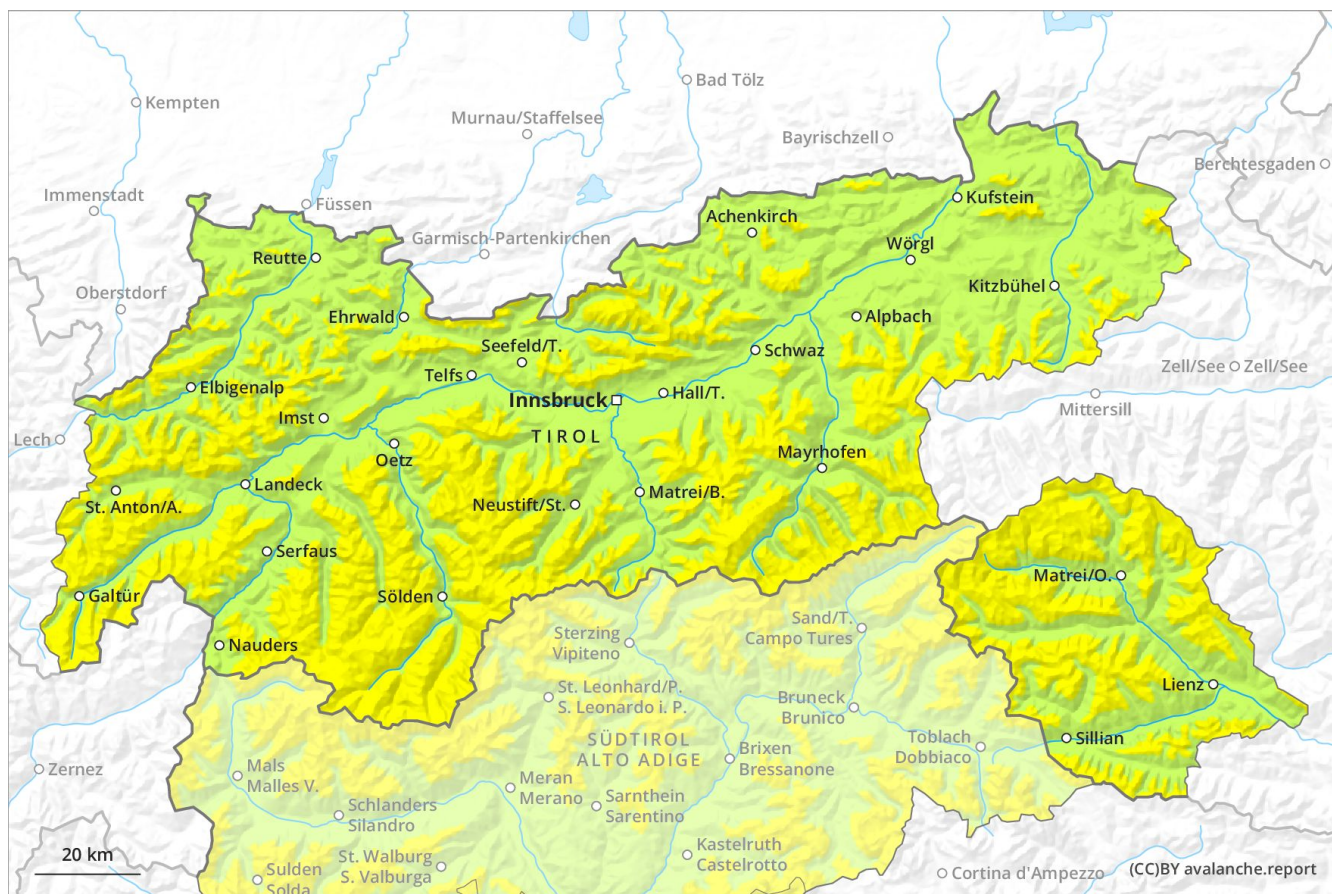 Bad Tölz
Kempten
Murnau/Staffelsee
Bayrischzell
Berchtesgaden
Immenstadt
Füssen
Kufstein
Achenkirch
Garmisch-Partenkirchen
Wörgl
Reutte
Kitzbühel
Oberstdorf
Ehrwald
Alpbach
Seefeld/T.
Schwaz
Zell/See
Zell/See
Telfs
Elbigenalp
Hall/T.
Innsbruck
Mittersill
Imst
Lech
TIROL
Mayrhofen
Oetz
Landeck
Matrei/B.
St. Anton/A.
Neustift/St.
Serfaus
Matrei/O.
Galtür
Sölden
Sand/T.
Campo Tures
Sterzing
Vipiteno
Nauders
Lienz
St. Leonhard/P.
S. Leonardo i. P.
Bruneck
Brunico
Sillian
SÜDTIROL
ALTO ADIGE
Toblach
Dobbiaco
Brixen
Bressanone
Zernez
Mals
Malles V.
Meran
Merano
Sarnthein
Sarentino
Schlanders
Silandro
Kastelruth
Castelrotto
20 km
St. Walburg
S. Valburga
Sulden
Solda
Cortina d'Ampezzo
(CC)BY avalanche.report